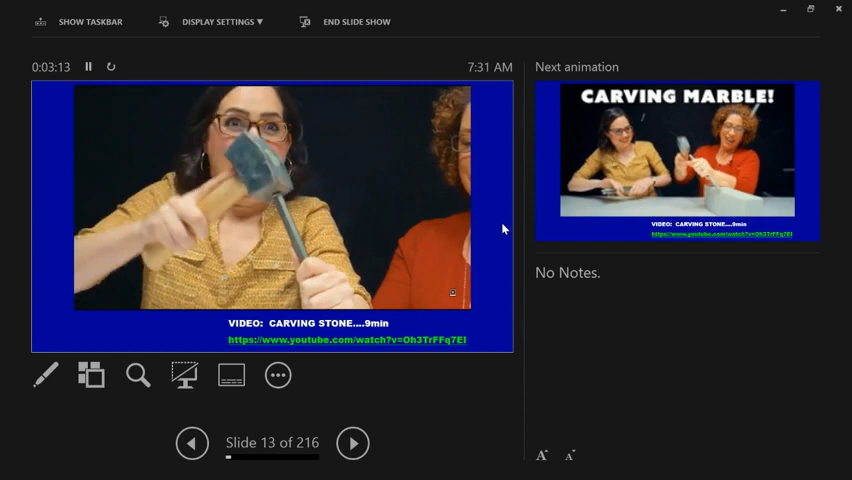 SHOW TASKBAR
DISPLAY SETTINGS ▼
END SLIDE SHOW
0:03:13
7:31 AM
VIDEO: CARVING STONE....9min
https://www.youtube.com/watch?v=Oh3TrFFq7EI
Slide 13 of 216
Next animation
CARVING MARBLE!
VIDEO: CARVING STONE....9min
https://www.youtube.com/watch?v=Oh3TrFFq7EI
No Notes.
A A